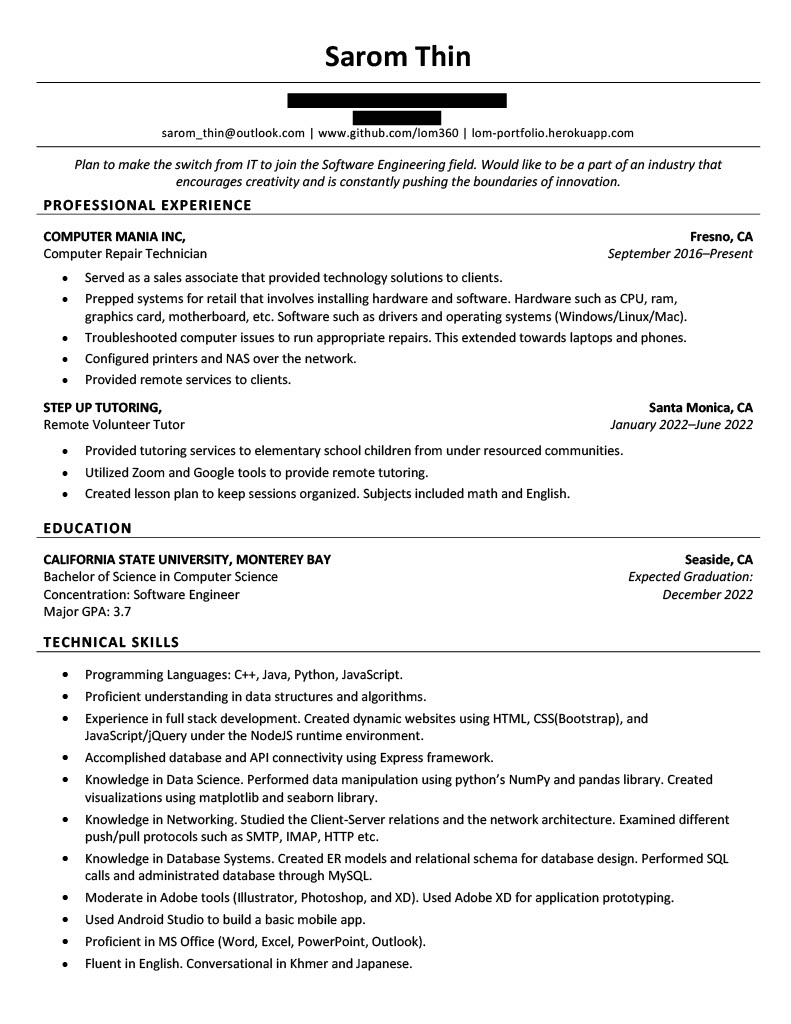 Sarom Thin
sarom_thin@outlook.com | www.github.com/lom360 | lom-portfolio.herokuapp.com
Plan to make the switch from IT to join the Software Engineering field. Would like to be a part of an industry that
encourages creativity and is constantly pushing the boundaries of innovation.
PROFESSIONAL EXPERIENCE
COMPUTER MANIA INC, Fresno, CA
Computer Repair Technician September 2016–Present
• Served as a sales associate that provided technology solutions to clients.
• Prepped systems for retail that involves installing hardware and software. Hardware such as CPU, ram,
graphics card, motherboard, etc. Software such as drivers and operating systems (Windows/Linux/Mac).
• Troubleshooted computer issues to run appropriate repairs. This extended towards laptops and phones.
• Configured printers and NAS over the network.
• Provided remote services to clients.
STEP UP TUTORING, Santa Monica, CA
Remote Volunteer Tutor January 2022–June 2022
• Provided tutoring services to elementary school children from under resourced communities.
• Utilized Zoom and Google tools to provide remote tutoring.
• Created lesson plan to keep sessions organized. Subjects included math and English.
EDUCATION
CALIFORNIA STATE UNIVERSITY, MONTEREY BAY Seaside, CA
Bachelor of Science in Computer Science Expected Graduation:
Concentration: Software Engineer December 2022
Major GPA: 3.7
TECHNICAL SKILLS
• Programming Languages: C++, Java, Python, JavaScript.
• Proficient understanding in data structures and algorithms.
• Experience in full stack development. Created dynamic websites using HTML, CSS(Bootstrap), and
JavaScript/jQuery under the NodeJS runtime environment.
• Accomplished database and API connectivity using Express framework.
• Knowledge in Data Science. Performed data manipulation using python’s NumPy and pandas library. Created
visualizations using matplotlib and seaborn library.
• Knowledge in Networking. Studied the Client-Server relations and the network architecture. Examined different
push/pull protocols such as SMTP, IMAP, HTTP etc.
• Knowledge in Database Systems. Created ER models and relational schema for database design. Performed SQL
calls and administrated database through MySQL.
• Moderate in Adobe tools (Illustrator, Photoshop, and XD). Used Adobe XD for application prototyping.
• Used Android Studio to build a basic mobile app.
• Proficient in MS Office (Word, Excel, PowerPoint, Outlook).
• Fluent in English. Conversational in Khmer and Japanese.